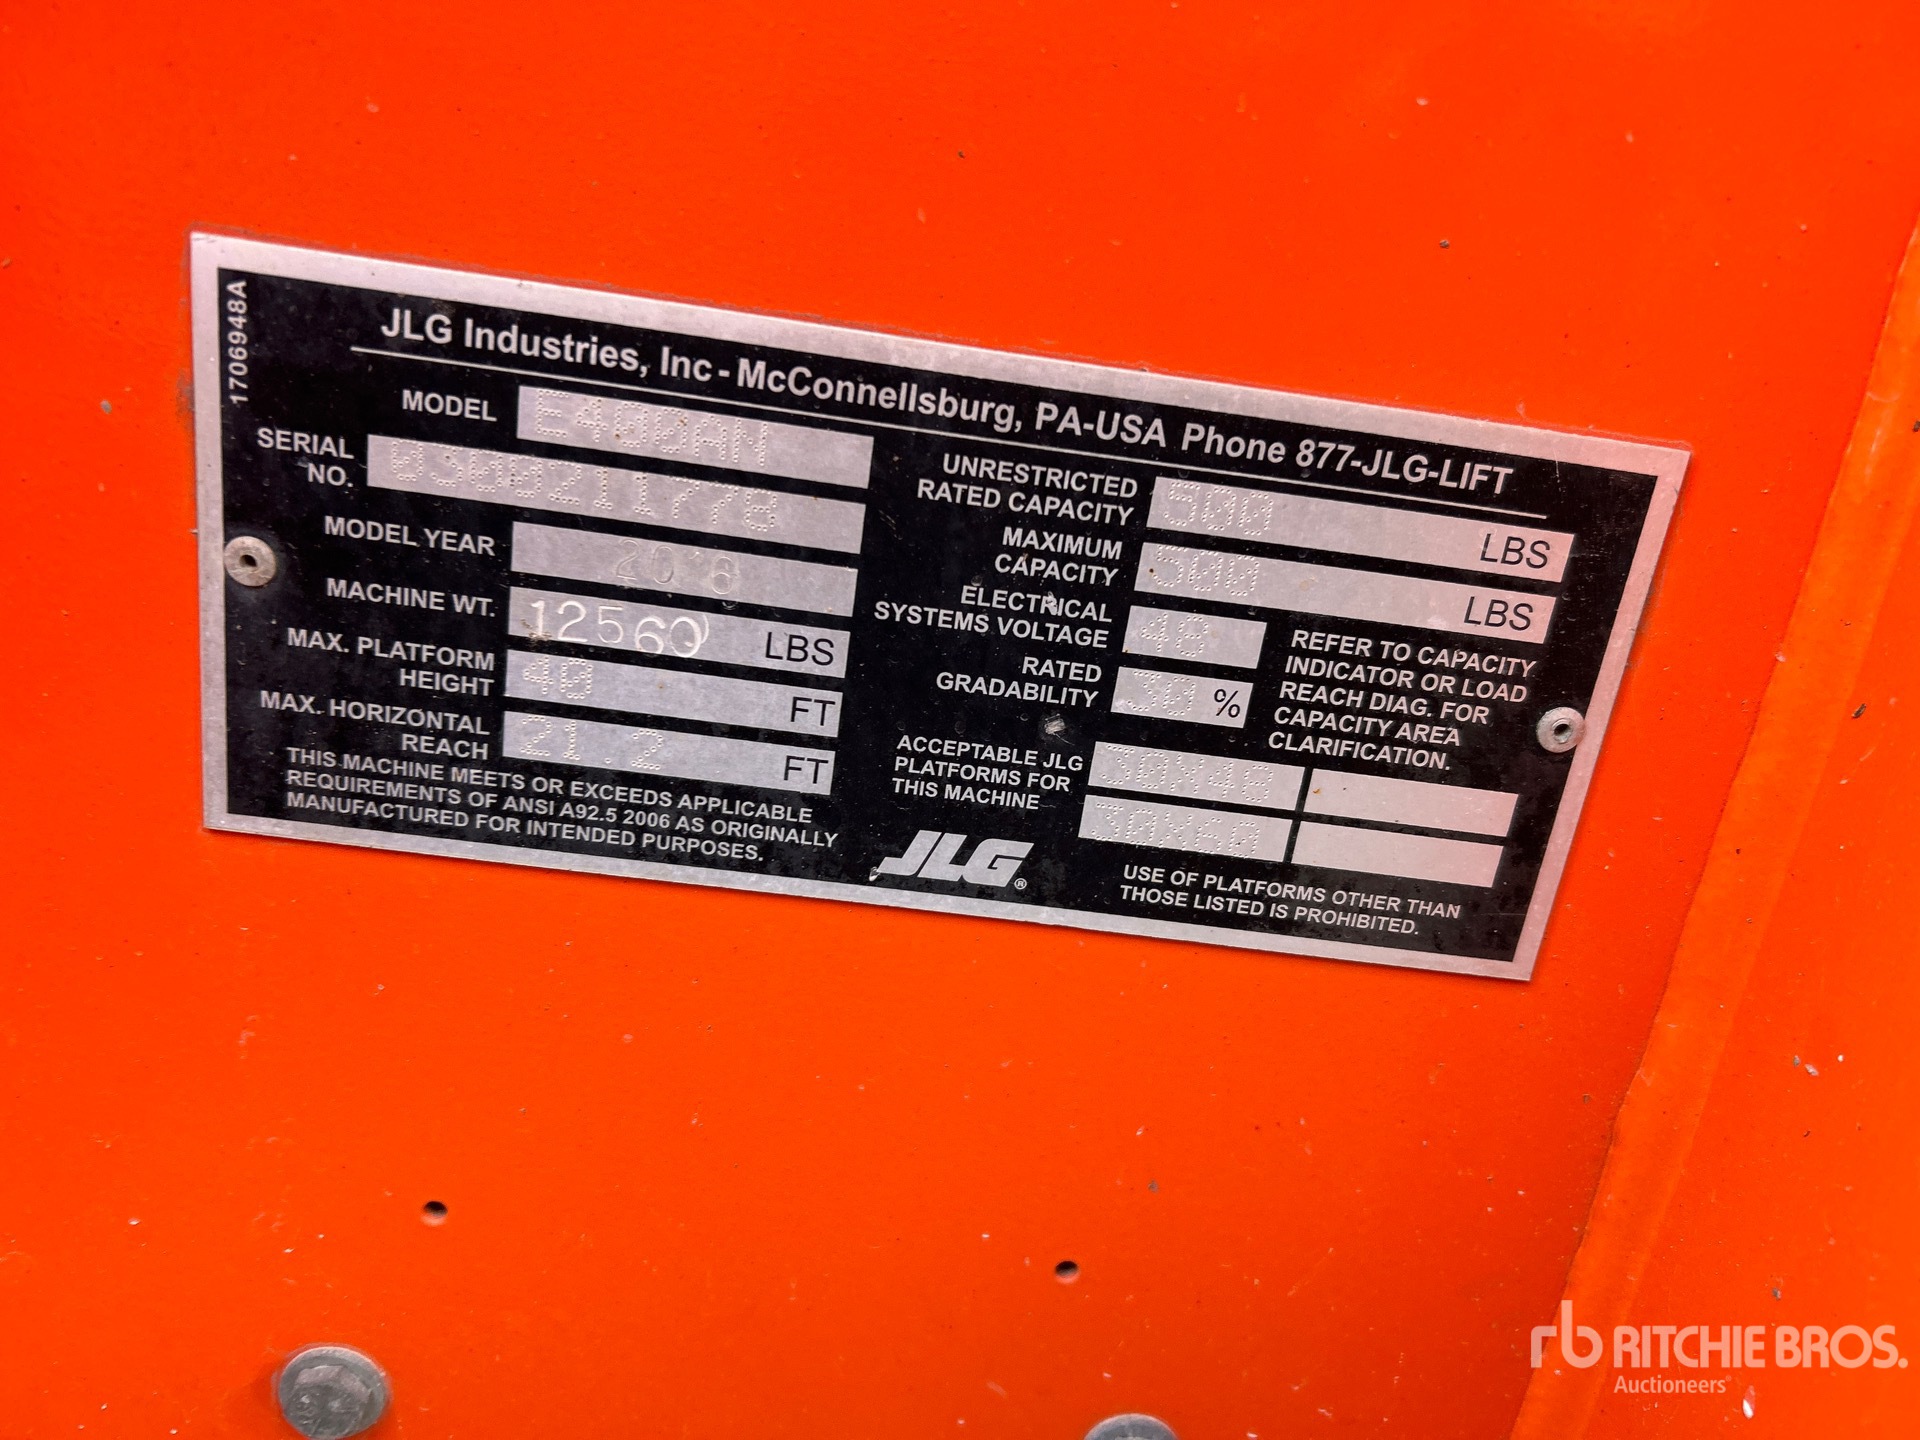 17069 48A
JLG Industries, Inc - McConnellsburg, PA-USA Phone 877-JLG-LIFT
MODEL E400AN
SERIAL NO. 0300211778
MODEL YEAR 2018
MACHINE WT. 12560 LBS
MAX. PLATFORM HEIGHT 40 FT
MAX. HORIZONTAL REACH 21.2 FT
THIS MACHINE MEETS OR EXCEEDS APPLICABLE
REQUIREMENTS OF ANSI A92.5 2006 AS ORIGINALLY
MANUFACTURED FOR INTENDED PURPOSES.
UNRESTRICTED RATED CAPACITY 500 LBS
MAXIMUM CAPACITY 500 LBS
ELECTRICAL SYSTEMS VOLTAGE 48
RATED GRADABILITY 30 %
REFER TO CAPACITY
INDICATOR OR LOAD
REACH DIAG. FOR
CAPACITY AREA
CLARIFICATION.
ACCEPTABLE JLG
PLATFORMS FOR
THIS MACHINE
30X48
30X60
JLG®
USE OF PLATFORMS OTHER THAN
THOSE LISTED IS PROHIBITED.
rb RITCHIE BROS.
Auctioneers